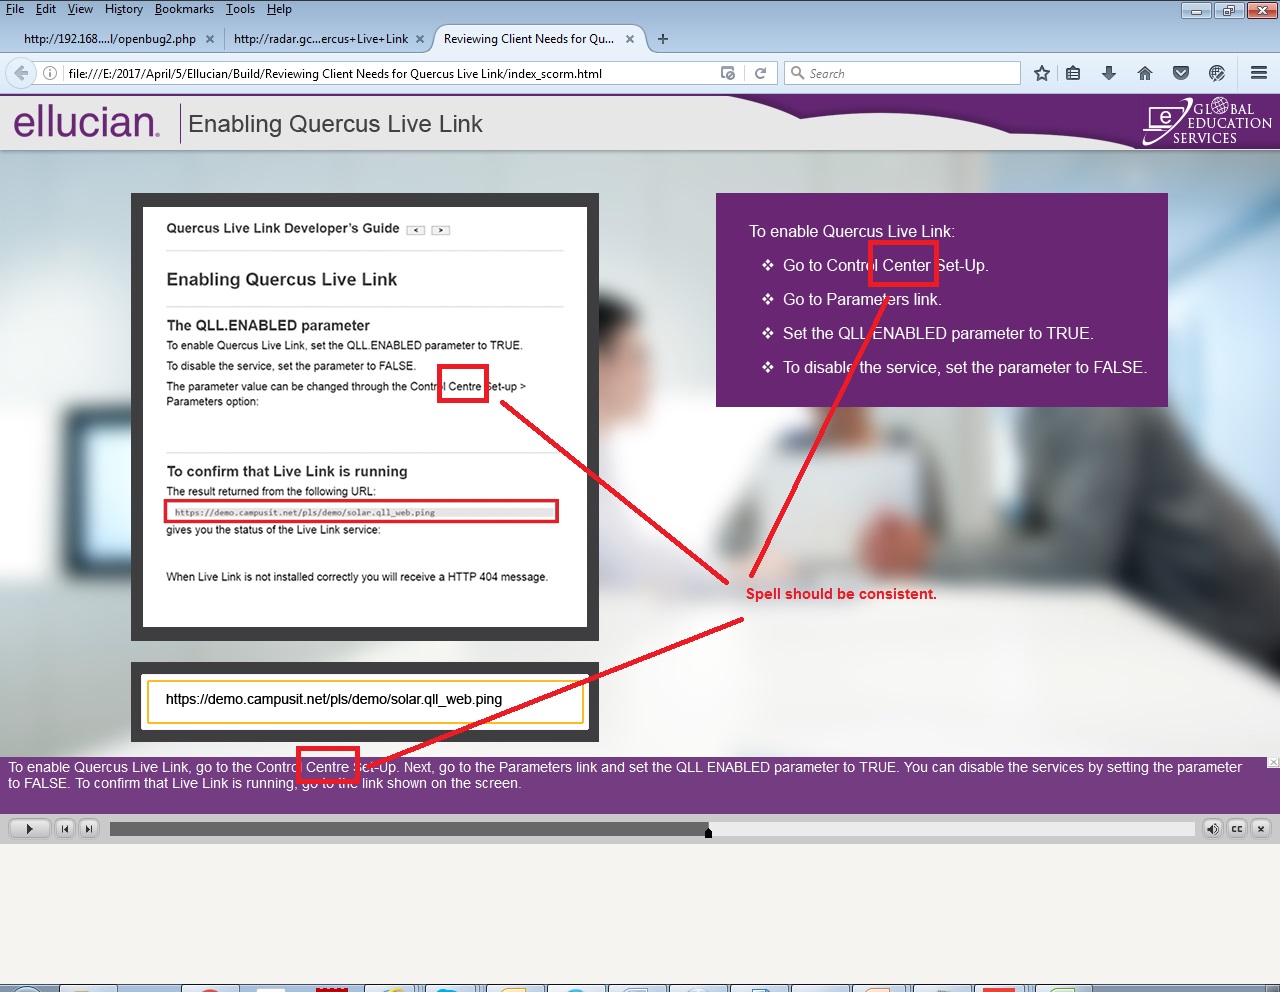 File Edit View History Bookmarks Tools Help
http://192.168....l/openbug2.php
http://radar.gc...ercus+Live+Link
Reviewing Client Needs for Qu...
file:///E:/2017/April/5/Ellucian/Build/Reviewing Client Needs for Quercus Live Link/index_scorm.html
Search
ellucian.
Enabling Quercus Live Link
GLOBAL
EDUCATION
SERVICES
Quercus Live Link Developer's Guide < >
Enabling Quercus Live Link
The QLL.ENABLED parameter
To enable Quercus Live Link, set the QLL.ENABLED parameter to TRUE.
To disable the service, set the parameter to FALSE.
The parameter value can be changed through the Control Centre Set-up >
Parameters option:
To confirm that Live Link is running
The result returned from the following URL:
https://demo.campusit.net/pls/demo/solar.qll_web.ping
gives you the status of the Live Link service:
When Live Link is not installed correctly you will receive a HTTP 404 message.
https://demo.campusit.net/pls/demo/solar.qll_web.ping
To enable Quercus Live Link:
❖ Go to Control Center Set-Up.
❖ Go to Parameters link.
❖ Set the QLL.ENABLED parameter to TRUE.
❖ To disable the service, set the parameter to FALSE.
Spell should be consistent.
To enable Quercus Live Link, go to the Control Centre Set-Up. Next, go to the Parameters link and set the QLL ENABLED parameter to TRUE. You can disable the services by setting the parameter
to FALSE. To confirm that Live Link is running, go to the link shown on the screen.
CC